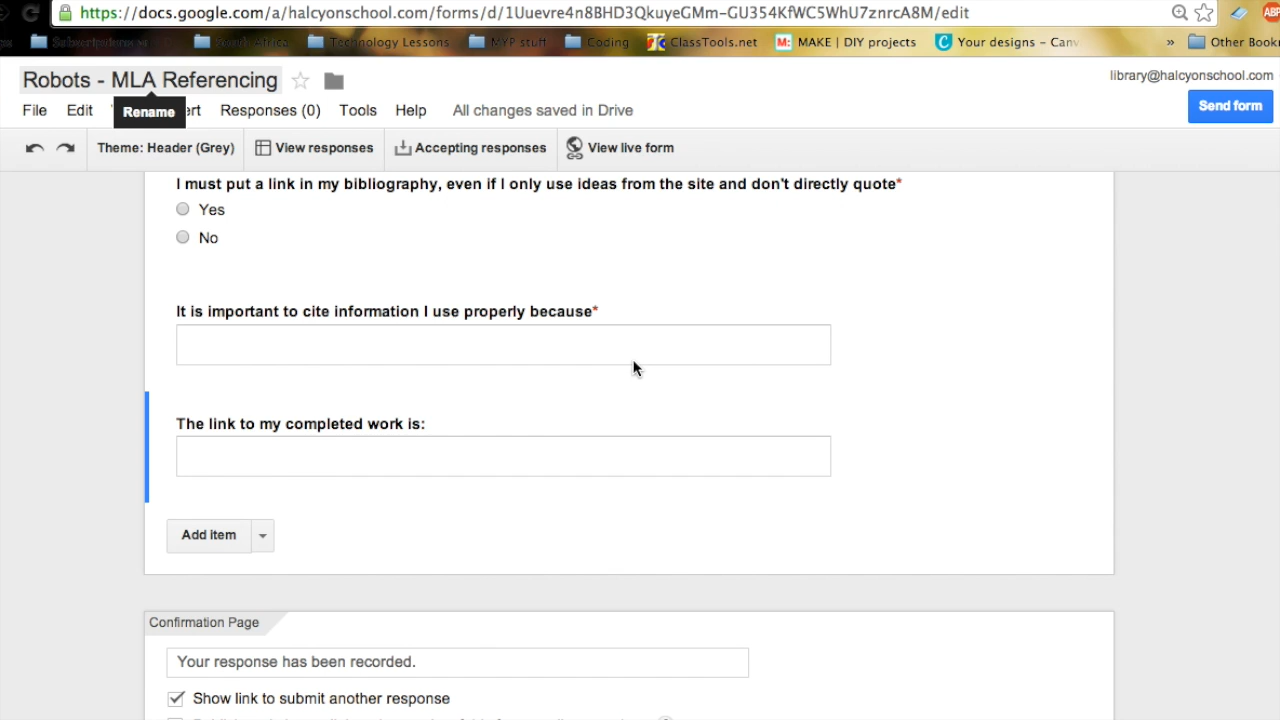 https://docs.google.com/a/halcyonschool.com/forms/d/1Uuevre4n8BHD3QkuyeGMm-GU354KfWC5WhU7znrcA8M/edit
ABP
South Africa Technology Lessons MYP stuff Coding ClassTools.net M: MAKE | DIY projects C Your designs – Canv » Other Book
Robots - MLA Referencing
library@halcyonschool.com
File Edit ert Responses (0) Tools Help All changes saved in Drive
Rename
Send form
Theme: Header (Grey) View responses Accepting responses View live form
I must put a link in my bibliography, even if I only use ideas from the site and don't directly quote*
Yes
No
It is important to cite information I use properly because*
The link to my completed work is:
Add item
Confirmation Page
Your response has been recorded.
Show link to submit another response